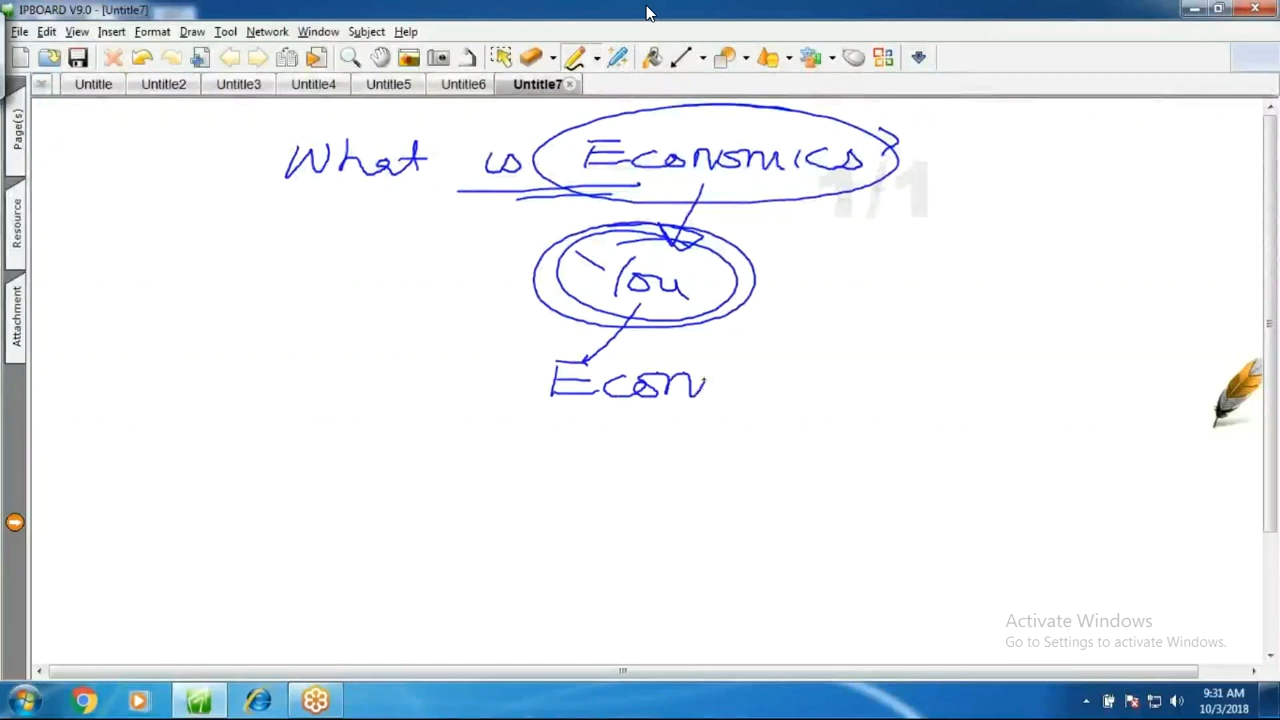 IPBOARD V9.0 - [Untitle7]
File Edit View Insert Format Draw Tool Network Window Subject Help
Untitle Untitle2 Untitle3 Untitle4 Untitle5 Untitle6 Untitle7
Page(s)
Resource
Attachment
What is Economics
1/1
You
Econ
Activate Windows
Go to Settings to activate Windows.
9:31 AM
10/3/2018